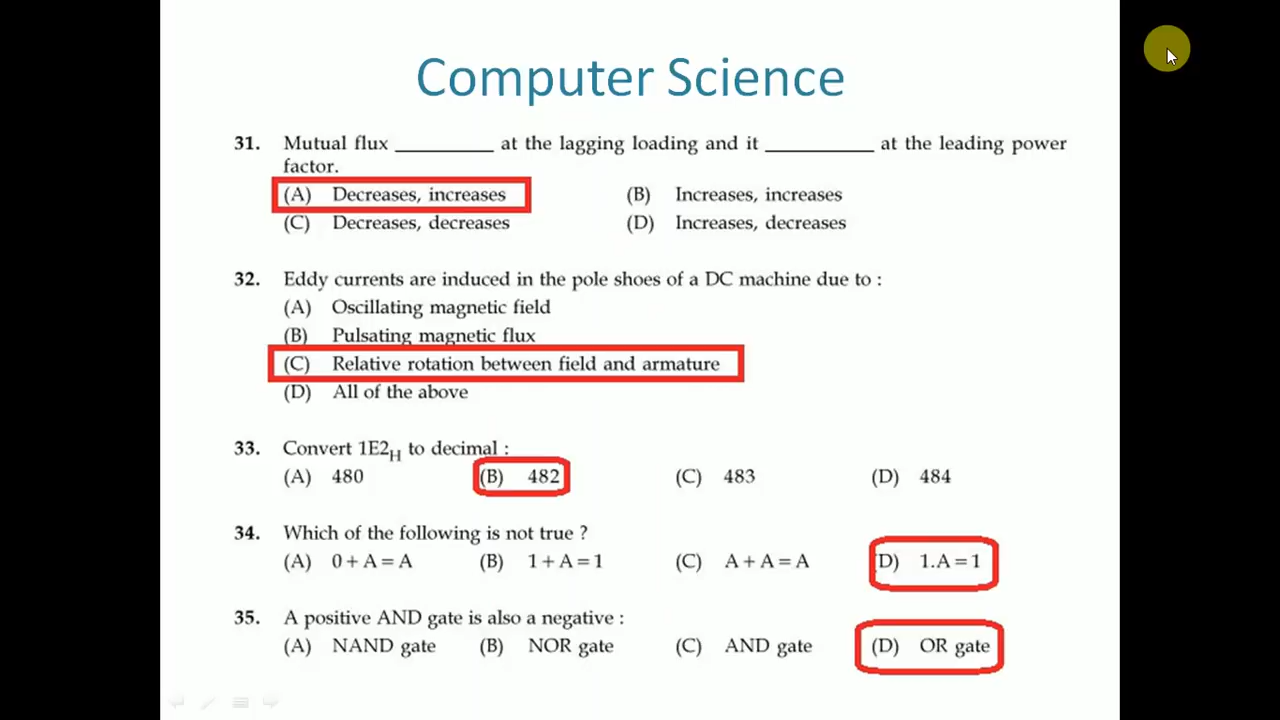 Computer Science
31. Mutual flux __________ at the lagging loading and it ___________ at the leading power
factor.
(A) Decreases, increases (B) Increases, increases
(C) Decreases, decreases (D) Increases, decreases
32. Eddy currents are induced in the pole shoes of a DC machine due to :
(A) Oscillating magnetic field
(B) Pulsating magnetic flux
(C) Relative rotation between field and armature
(D) All of the above
33. Convert 1E2H to decimal :
(A) 480 (B) 482 (C) 483 (D) 484
34. Which of the following is not true ?
(A) 0 + A = A (B) 1 + A = 1 (C) A + A = A (D) 1.A = 1
35. A positive AND gate is also a negative :
(A) NAND gate (B) NOR gate (C) AND gate (D) OR gate